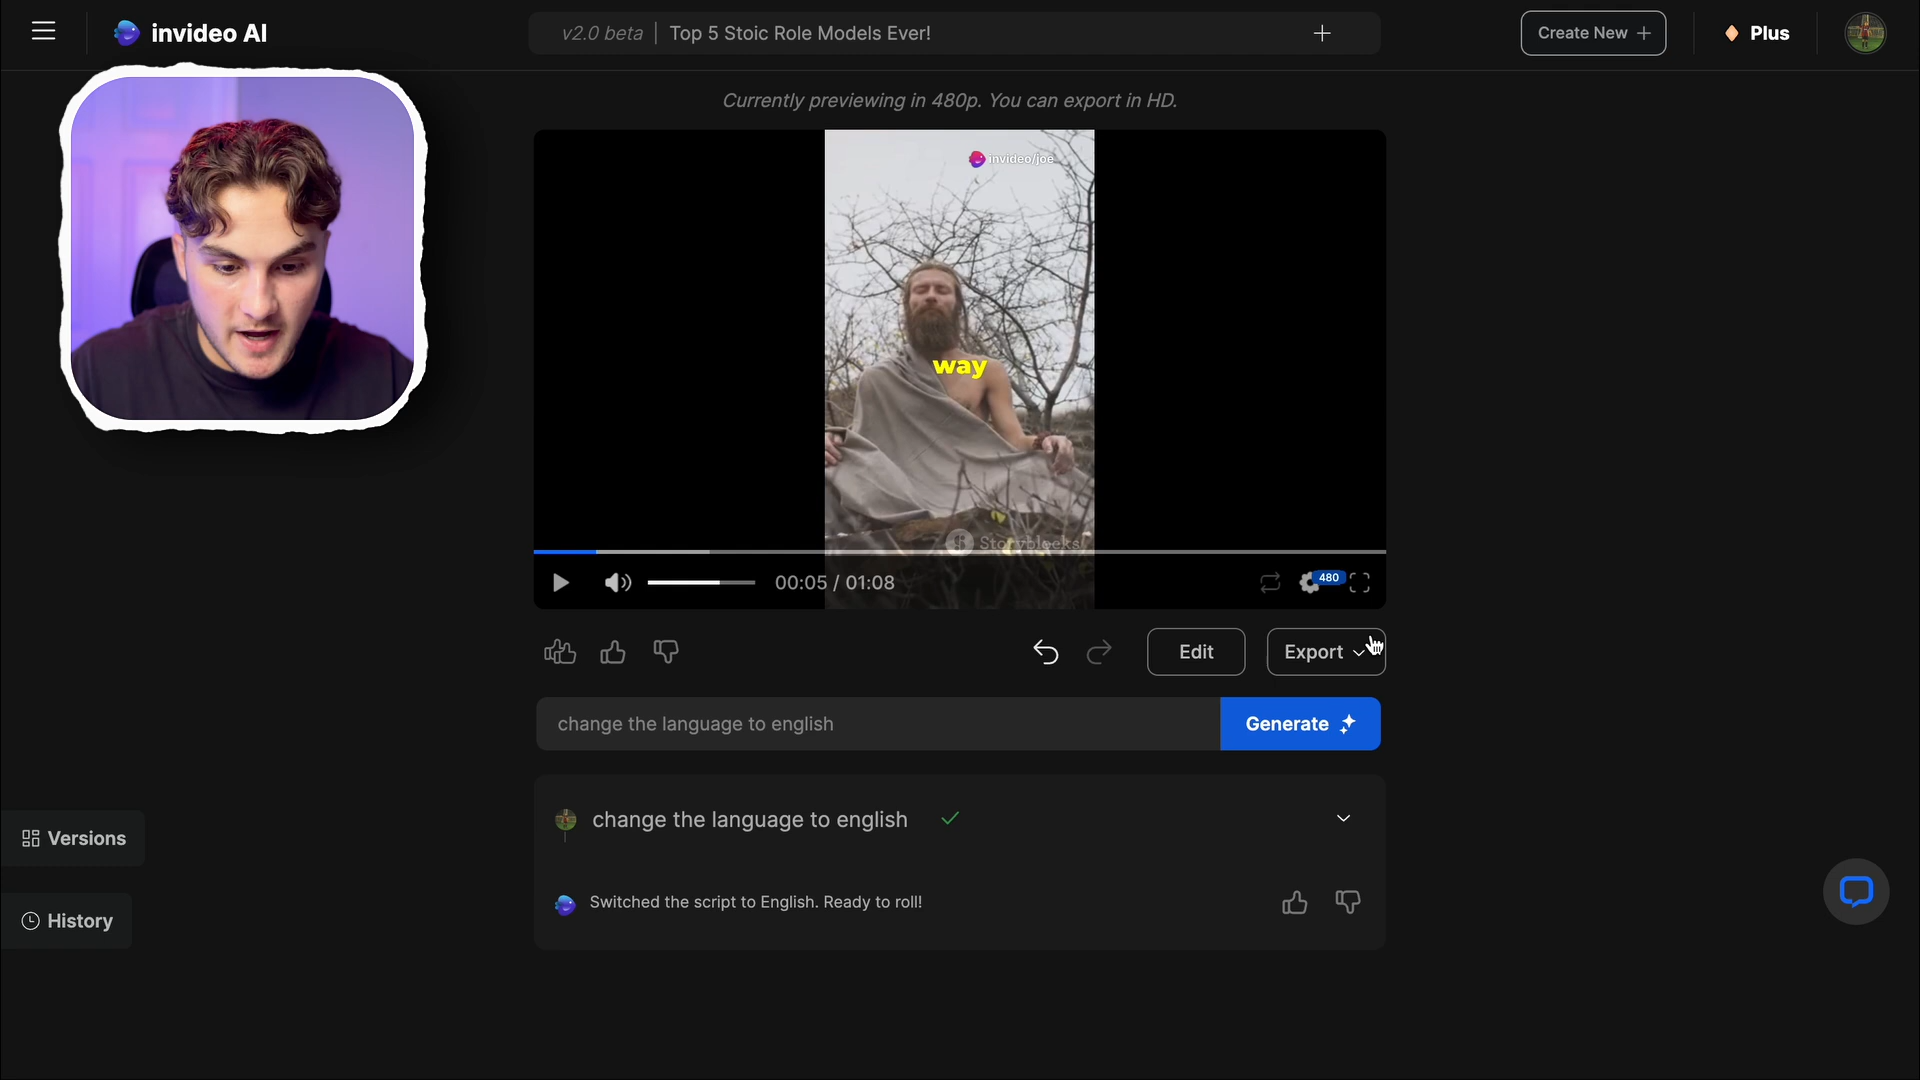 invideo AI
v2.0 beta | Top 5 Stoic Role Models Ever!
Create New +
Plus
Currently previewing in 480p. You can export in HD.
invideo/joe
way
Storyblocks
00:05 / 01:08
480
Edit
Export
change the language to english
Generate
change the language to english
Versions
Switched the script to English. Ready to roll!
History